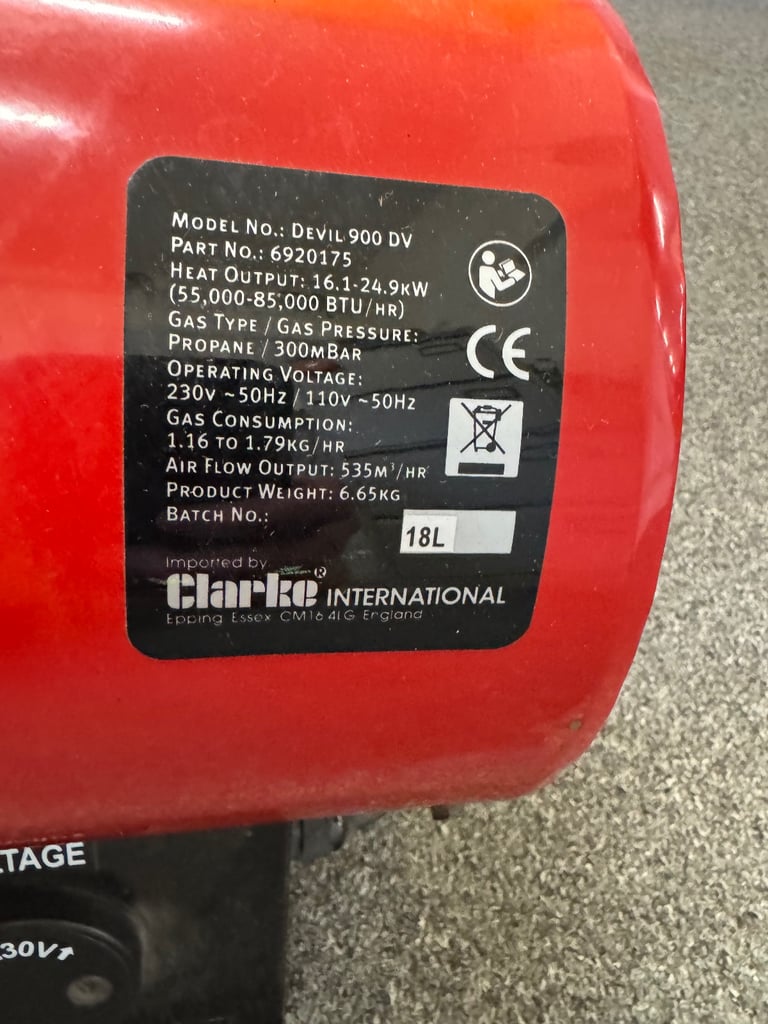 Model No.: Devil 900 DV
Part No.: 6920175
Heat Output: 16.1-24.9kW
(55,000-85,000 BTU/hr)
Gas Type / Gas Pressure:
Propane / 300mBar
Operating Voltage:
230v ~50Hz / 110v ~50Hz
Gas Consumption:
1.16 to 1.79kg/hr
Air Flow Output: 535m³/hr
Product Weight: 6.65kg
Batch No.:
18L
CE
Imported by
Clarke® INTERNATIONAL
Epping Essex CM16 4LG England
LTAGE
230V